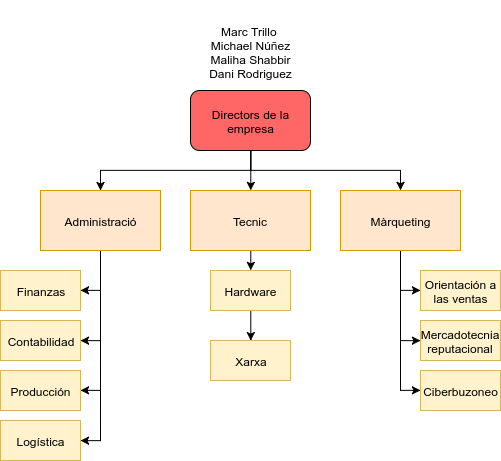 Marc Trillo
Michael Núñez
Maliha Shabbir
Dani Rodriguez
Directors de la
empresa
Administració
Tecnic
Màrqueting
Finanzas
Contabilidad
Producción
Logística
Hardware
Xarxa
Orientación a
las ventas
Mercadotecnia
reputacional
Ciberbuzoneo